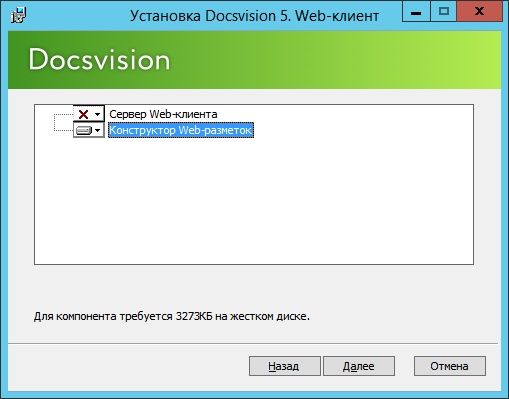 Установка Docsvision 5. Web-клиент
Docsvision
Сервер Web-клиента
Конструктор Web-разметок
Для компонента требуется 3273КБ на жестком диске.
Назад
Далее
Отмена